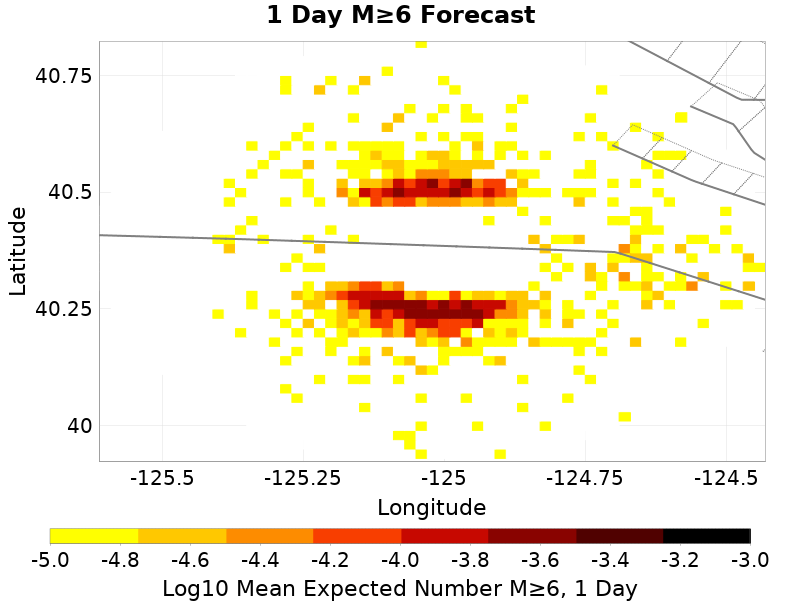 1 Day M≥6 Forecast
40.75
40.5
40.25
40
Latitude
-125.5 -125.25 -125 -124.75 -124.5
Longitude
-5.0 -4.8 -4.6 -4.4 -4.2 -4.0 -3.8 -3.6 -3.4 -3.2 -3.0
Log10 Mean Expected Number M≥6, 1 Day